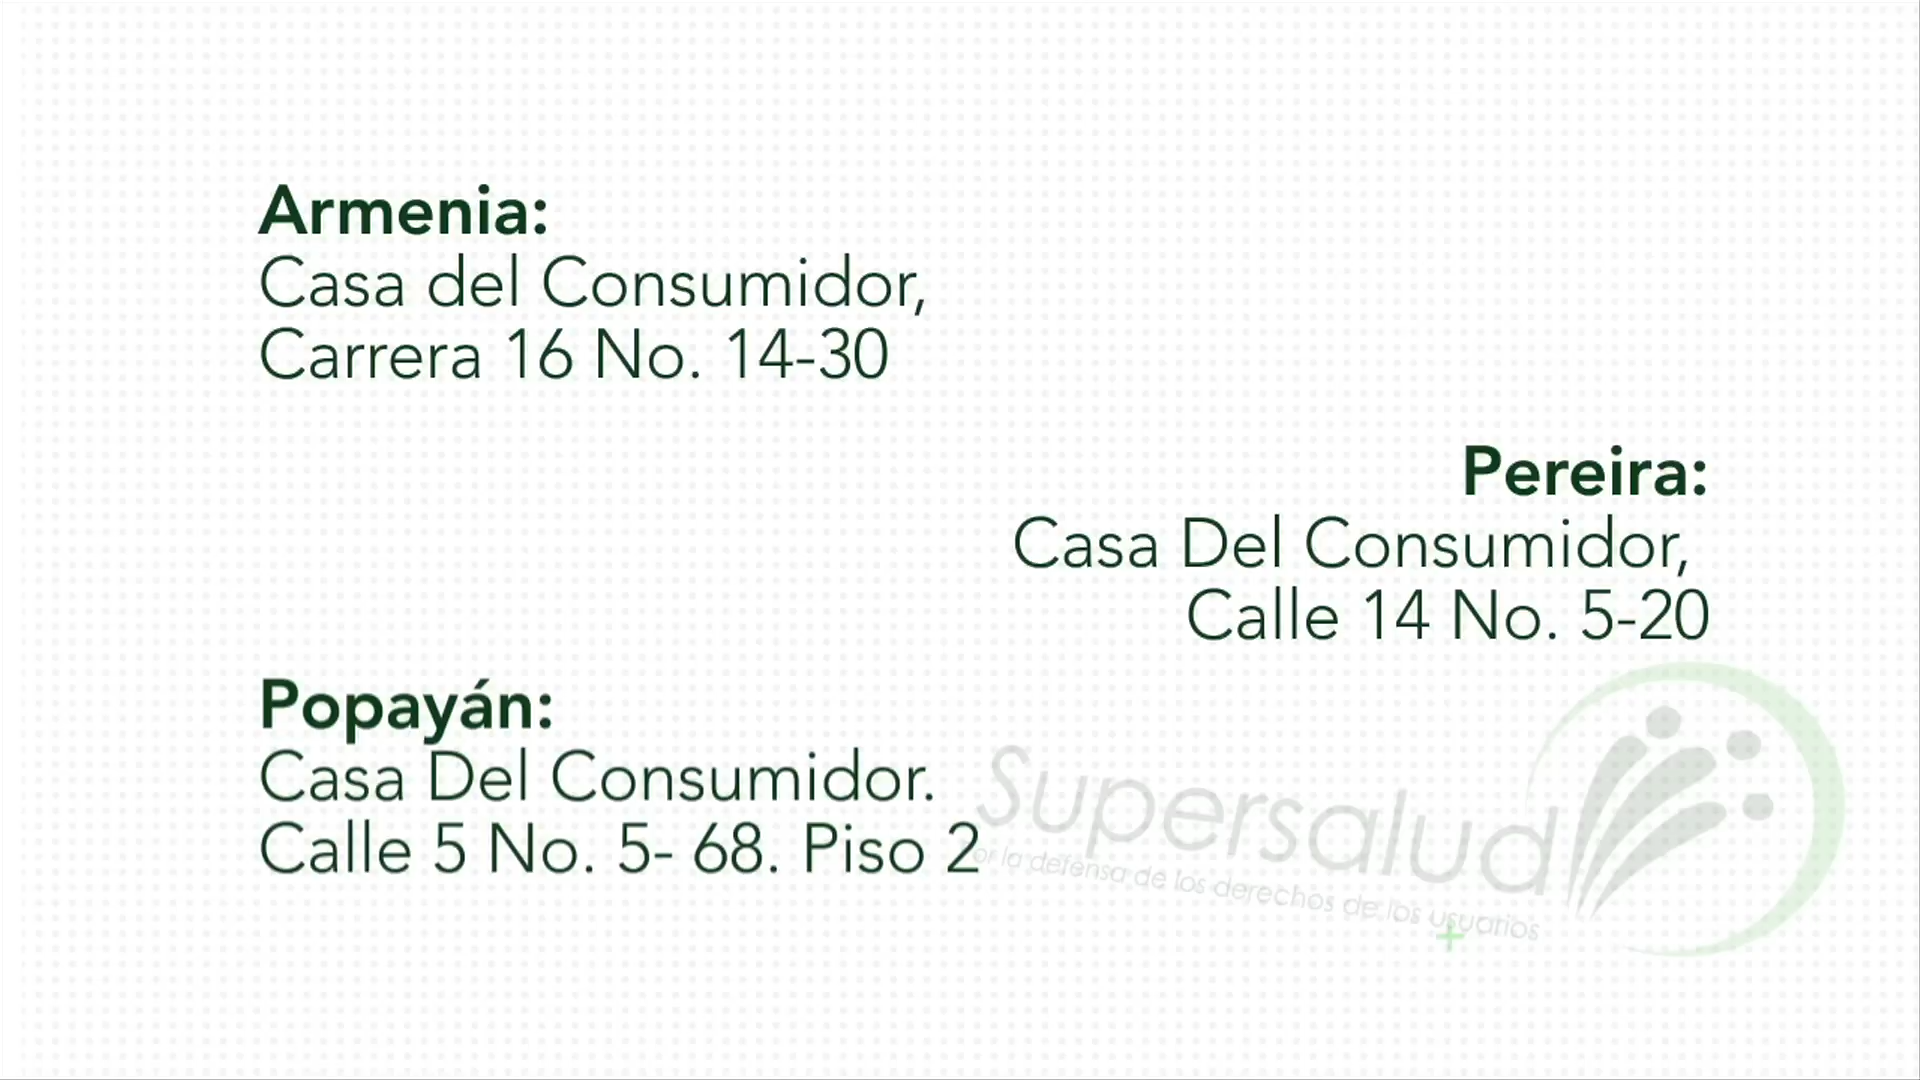 Armenia:
Casa del Consumidor,
Carrera 16 No. 14-30
Pereira:
Casa Del Consumidor,
Calle 14 No. 5-20
Popayán:
Casa Del Consumidor.
Calle 5 No. 5- 68. Piso 2
Supersalud
or la defensa de los derechos de los usuarios